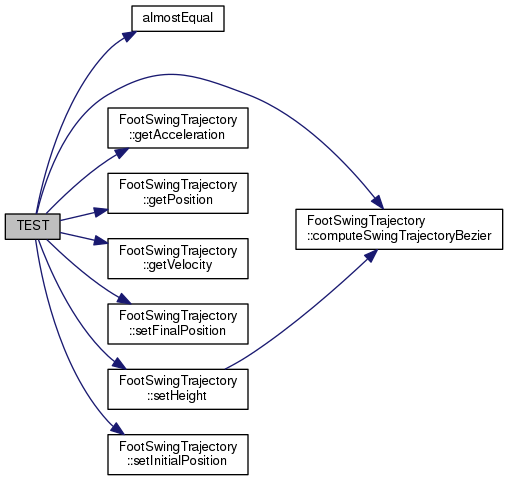 almostEqual
FootSwingTrajectory
::getAcceleration
FootSwingTrajectory
::getPosition
TEST
FootSwingTrajectory
::computeSwingTrajectoryBezier
FootSwingTrajectory
::getVelocity
FootSwingTrajectory
::setFinalPosition
FootSwingTrajectory
::setHeight
FootSwingTrajectory
::setInitialPosition